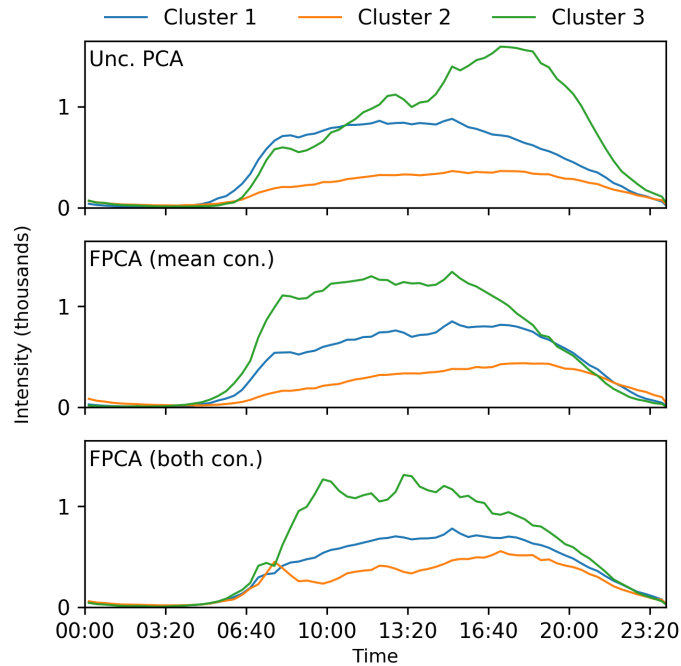 Cluster 1 Cluster 2 Cluster 3
Unc. PCA
1
0
FPCA (mean con.)
1
0
Intensity (thousands)
FPCA (both con.)
1
0
00:00 03:20 06:40 10:00 13:20 16:40 20:00 23:20
Time